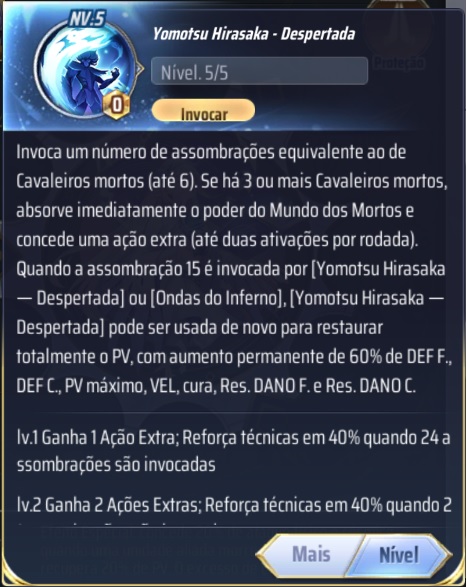 NV.5
Yomotsu Hirasaka - Despertada
Proteção
Nível. 5/5
0
Invocar
Invoca um número de assombrações equivalente ao de
Cavaleiros mortos (até 6). Se há 3 ou mais Cavaleiros mortos,
absorve imediatamente o poder do Mundo dos Mortos e
concede uma ação extra (até duas ativações por rodada).
Quando a assombração 15 é invocada por [Yomotsu Hirasaka
— Despertada] ou [Ondas do Inferno], [Yomotsu Hirasaka —
Despertada] pode ser usada de novo para restaurar
totalmente o PV, com aumento permanente de 60% de DEF F.,
DEF C., PV máximo, VEL, cura, Res. DANO F. e Res. DANO C.
lv.1 Ganha 1 Ação Extra; Reforça técnicas em 40% quando 24 a
ssombrações são invocadas
lv.2 Ganha 2 Ações Extras; Reforça técnicas em 40% quando 2
Mais
Nível